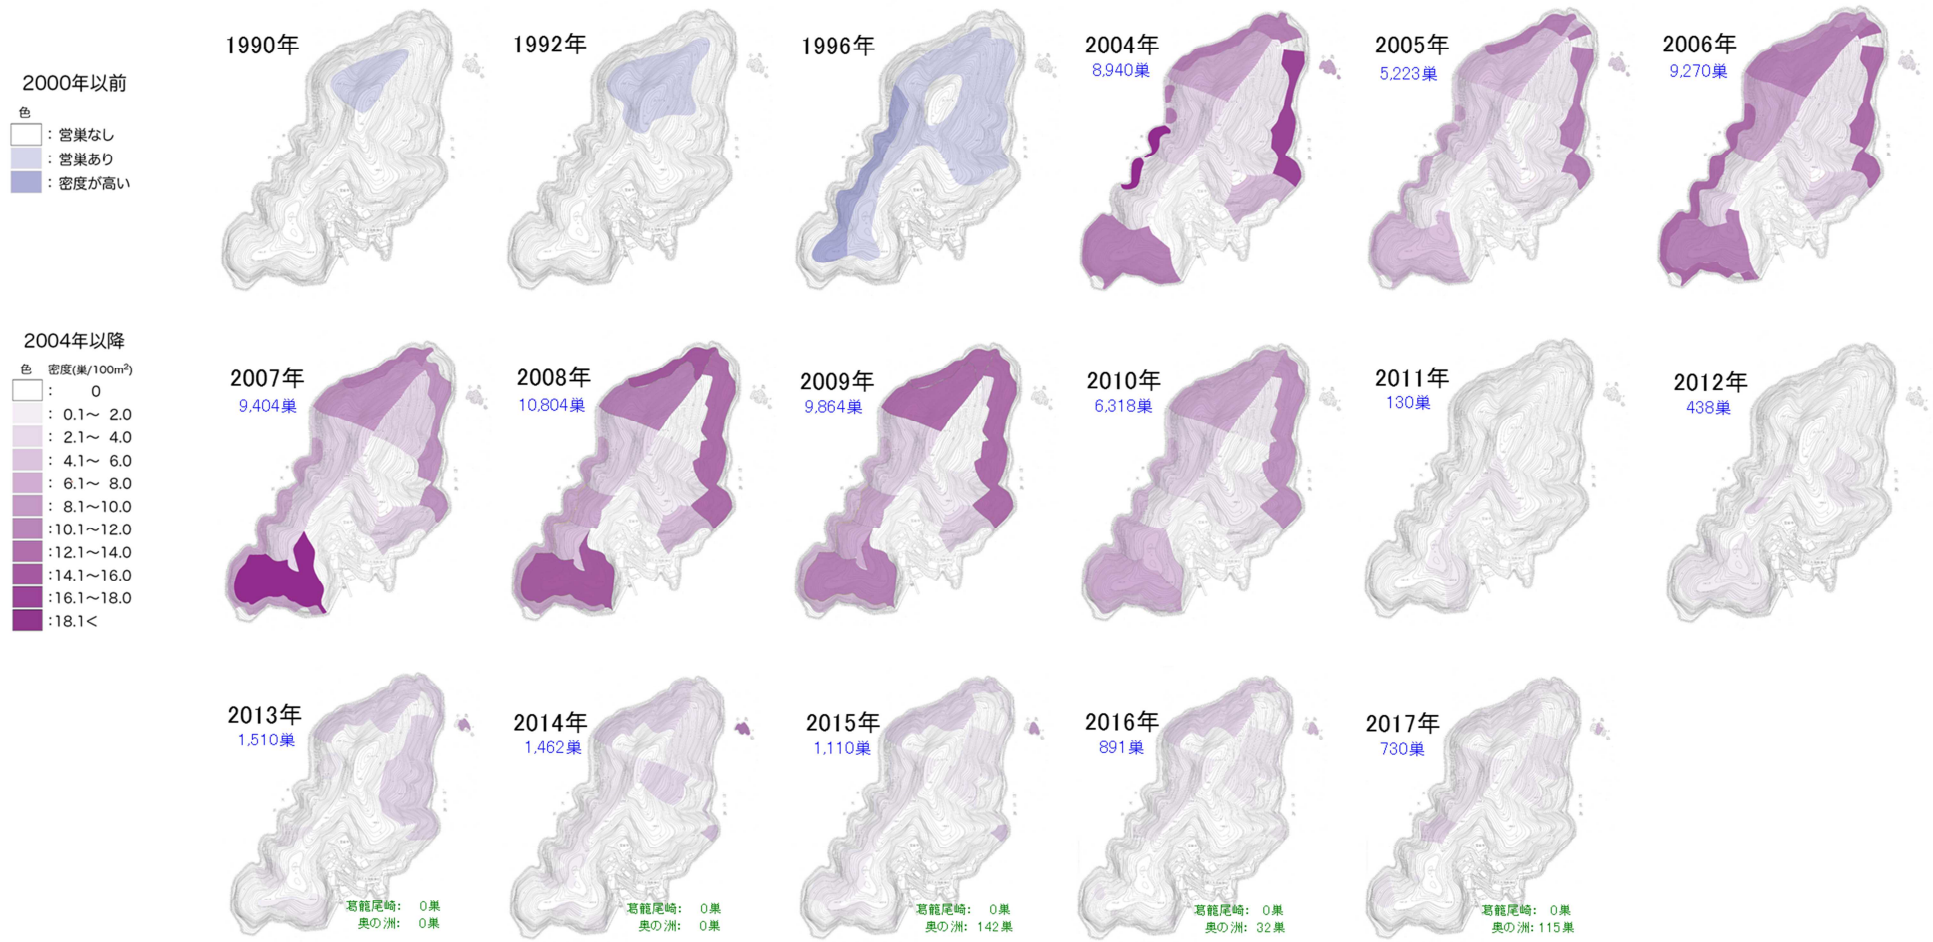 2000年以前
色
：営巣なし
：営巣あり
：密度が高い
1990年
1992年
1996年
2004年
8,940巣
2005年
5,223巣
2006年
9,270巣
2004年以降
色 密度(巣/100m²)
： 0
： 0.1～ 2.0
： 2.1～ 4.0
： 4.1～ 6.0
： 6.1～ 8.0
： 8.1～10.0
：10.1～12.0
：12.1～14.0
：14.1～16.0
：16.1～18.0
：18.1<
2007年
9,404巣
2008年
10,804巣
2009年
9,864巣
2010年
6,318巣
2011年
130巣
2012年
438巣
2013年
1,510巣
葛籠尾崎： 0巣
奥の洲： 0巣
2014年
1,462巣
葛籠尾崎： 0巣
奥の洲： 0巣
2015年
1,110巣
葛籠尾崎： 0巣
奥の洲：142巣
2016年
891巣
葛籠尾崎： 0巣
奥の洲：32巣
2017年
730巣
葛籠尾崎： 0巣
奥の洲：115巣